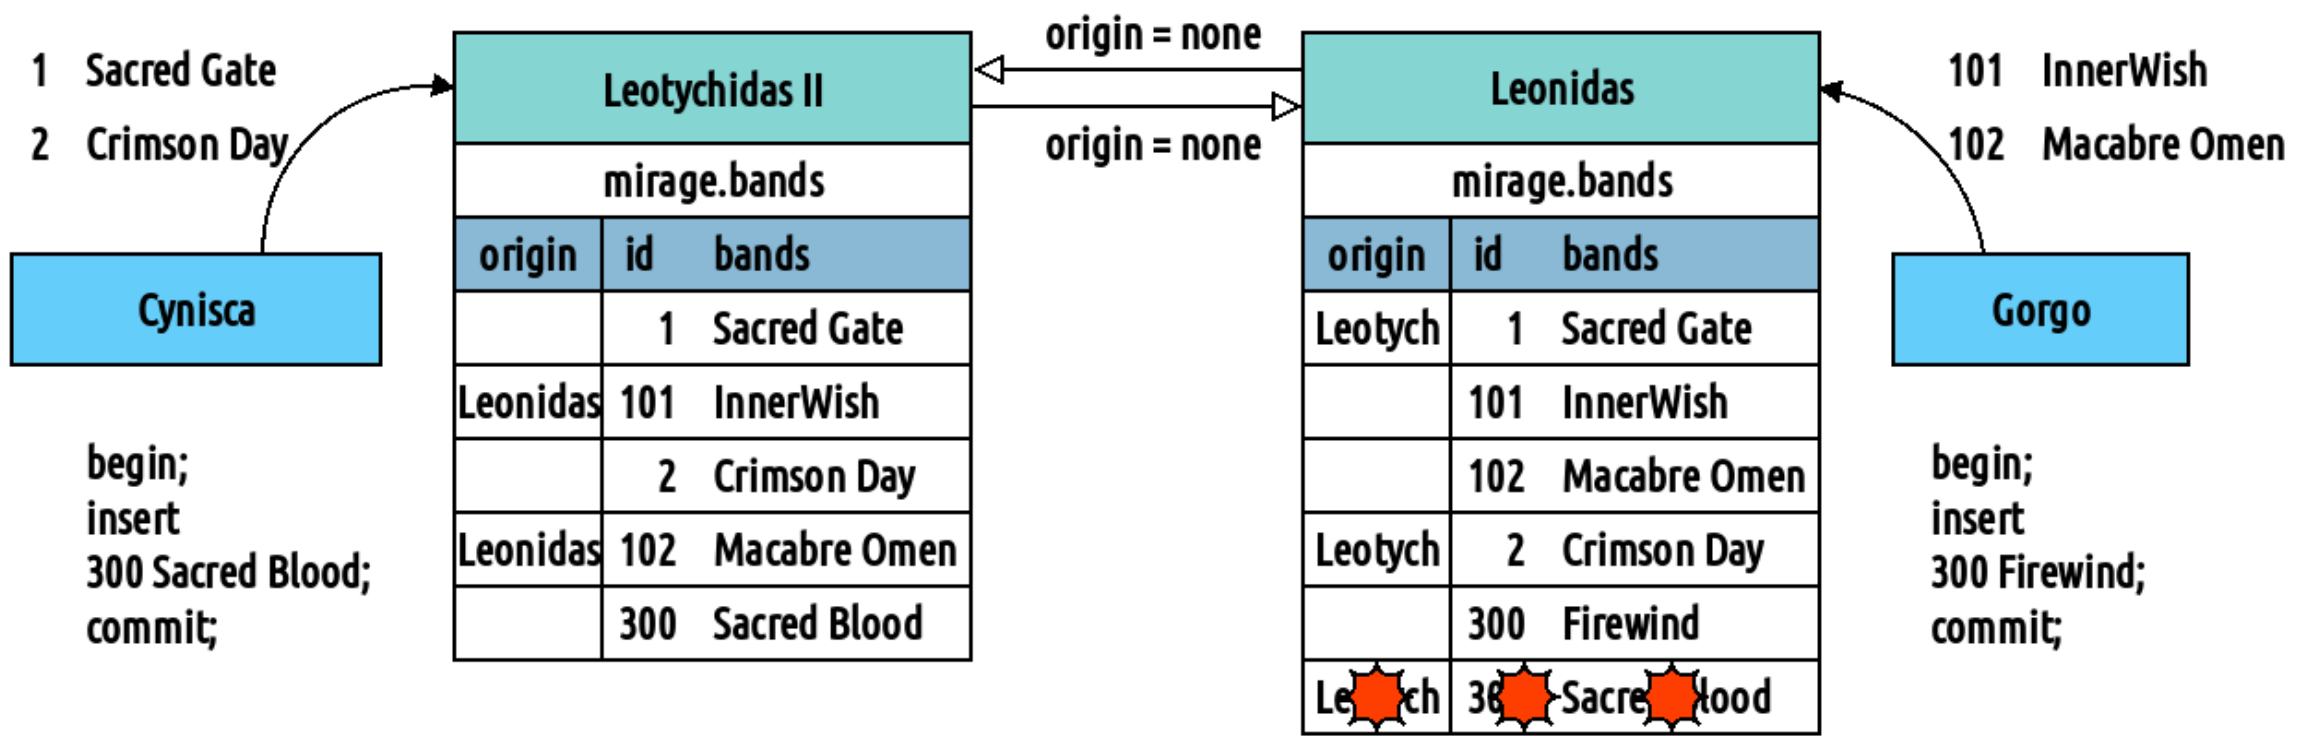 1 Sacred Gate
2 Crimson Day
Cynisca
begin;
insert
300 Sacred Blood;
commit;
Leotychidas II
mirage.bands
origin id bands
1 Sacred Gate
Leonidas 101 InnerWish
2 Crimson Day
Leonidas 102 Macabre Omen
300 Sacred Blood
origin = none
origin = none
Leonidas
mirage.bands
origin id bands
Leotych 1 Sacred Gate
101 InnerWish
102 Macabre Omen
Leotych 2 Crimson Day
300 Firewind
101 InnerWish
102 Macabre Omen
Gorgo
begin;
insert
300 Firewind;
commit;